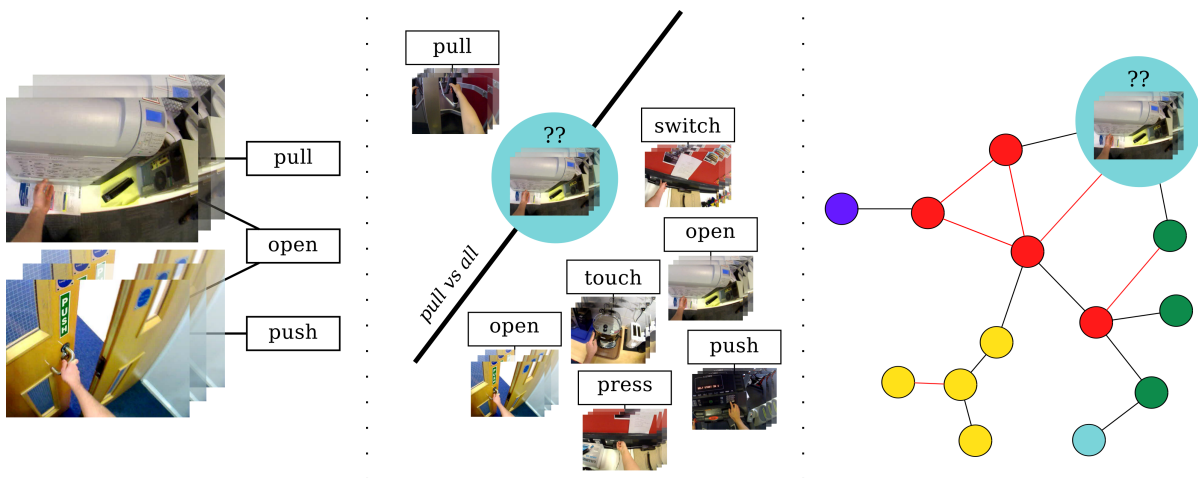 pull
open
push
PUSH
pull
??
switch
open
touch
pull vs all
open
push
press
??